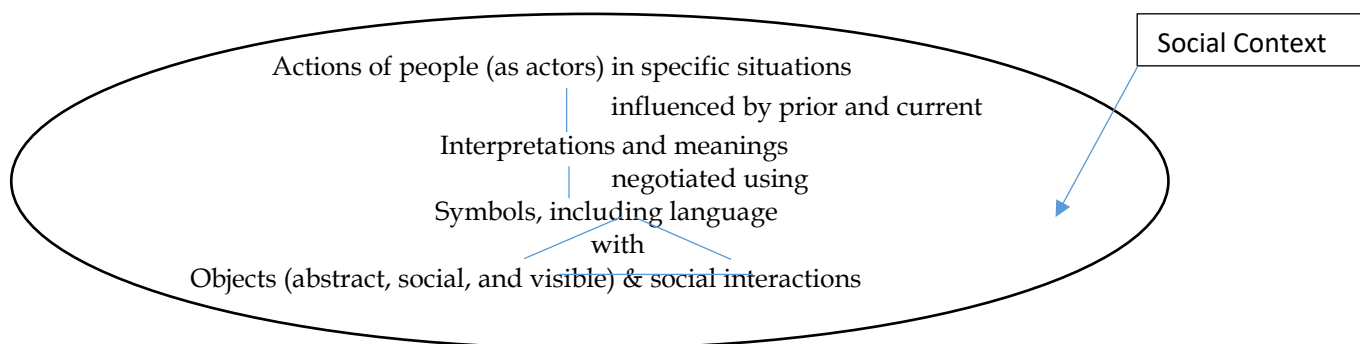 Social Context
Actions of people (as actors) in specific situations
influenced by prior and current
Interpretations and meanings
negotiated using
Symbols, including language
with
Objects (abstract, social, and visible) & social interactions